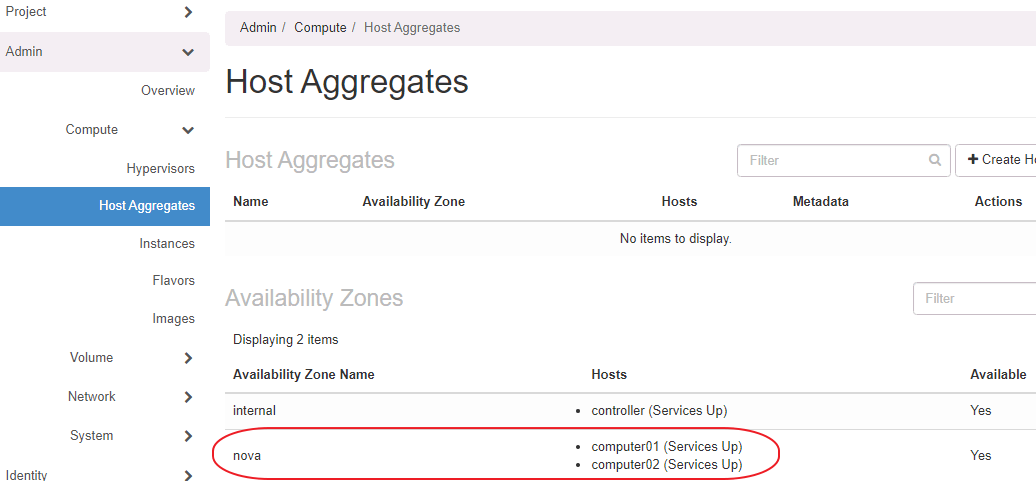 Project
Admin
Overview
Compute
Hypervisors
Host Aggregates
Instances
Flavors
Images
Volume
Network
System
Identity
Admin / Compute / Host Aggregates
Host Aggregates
Host Aggregates
Filter
+ Create H
Name Availability Zone Hosts Metadata Actions
No items to display.
Availability Zones
Filter
Displaying 2 items
Availability Zone Name Hosts Available
internal • controller (Services Up) Yes
nova • computer01 (Services Up) Yes
• computer02 (Services Up)